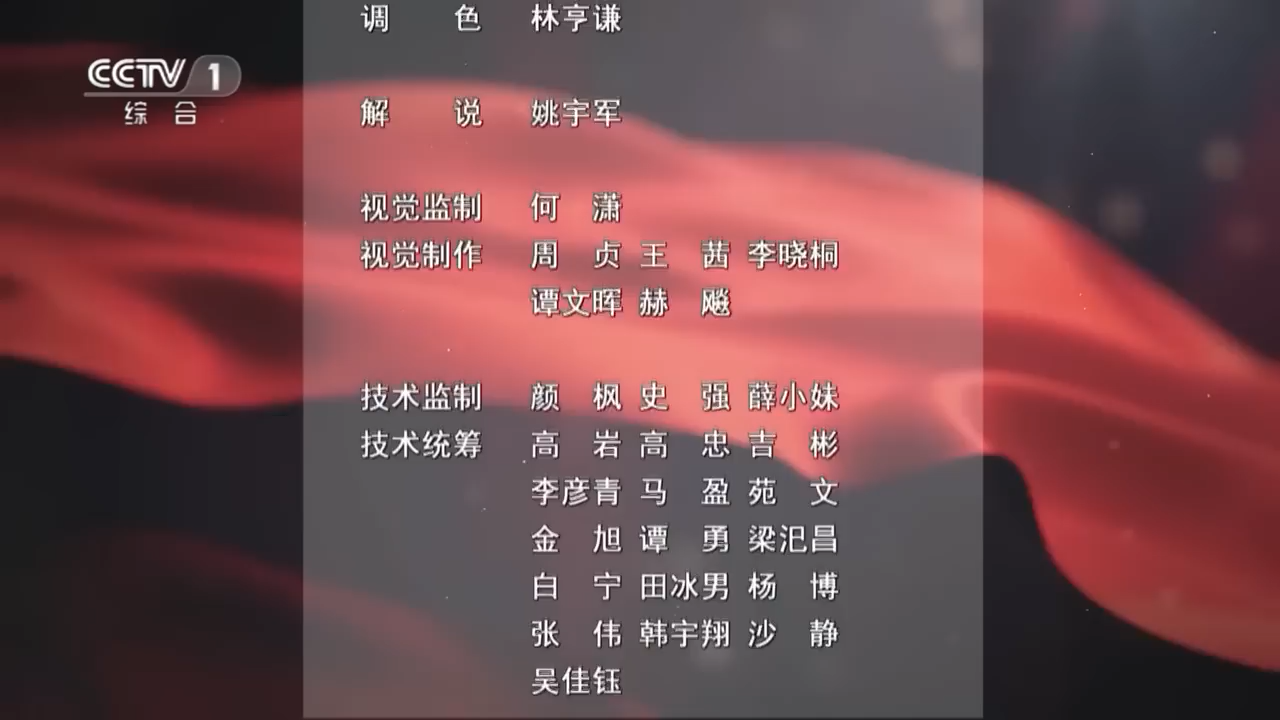 调 色 林亨谦
CCTV 1
综合
解 说 姚宇军
视觉监制 何 潇
视觉制作 周 贞 王 茜 李晓桐
谭文晖 赫 飚
技术监制 颜 枫 史 强 薛小妹
技术统筹 高 岩 高 忠 吉 彬
李彦青 马 盈 苑 文
金 旭 谭 勇 梁汜昌
白 宁 田冰男 杨 博
张 伟 韩宇翔 沙 静
吴佳钰